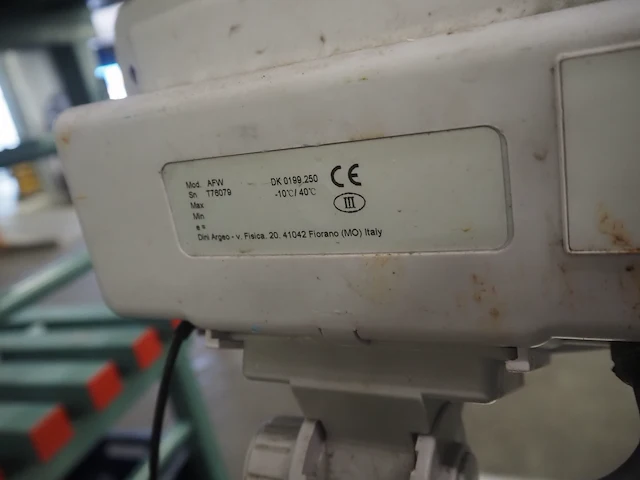 Mod. AFW DK 0199.250 CE
Sn T76079 -10°C/ 40°C III
Max
Min
e =
Dini Argeo - v. Fisica, 20, 41042 Fiorano (MO) Italy